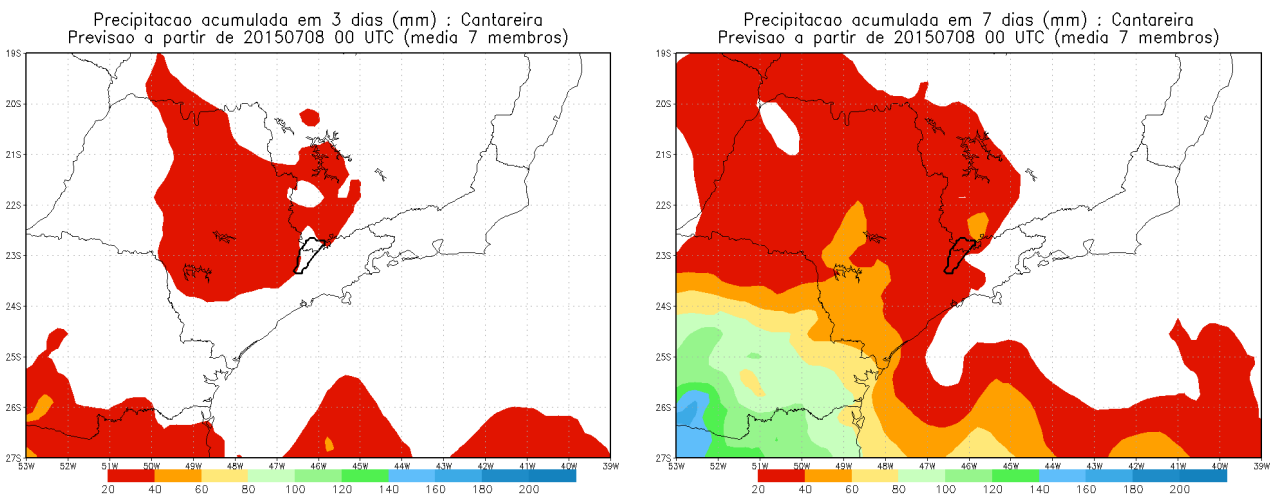 Precipitacao acumulada em 3 dias (mm) : Cantareira
Previsao a partir de 20150708 00 UTC (media 7 membros)
19S
20S
21S
22S
23S
24S
25S
26S
27S
53W 52W 51W 50W 49W 48W 47W 46W 45W 44W 43W 42W 41W 40W 39W
20 40 60 80 100 120 140 160 180 200
Precipitacao acumulada em 7 dias (mm) : Cantareira
Previsao a partir de 20150708 00 UTC (media 7 membros)
19S
20S
21S
22S
23S
24S
25S
26S
27S
53W 52W 51W 50W 49W 48W 47W 46W 45W 44W 43W 42W 41W 40W 39W
20 40 60 80 100 120 140 160 180 200